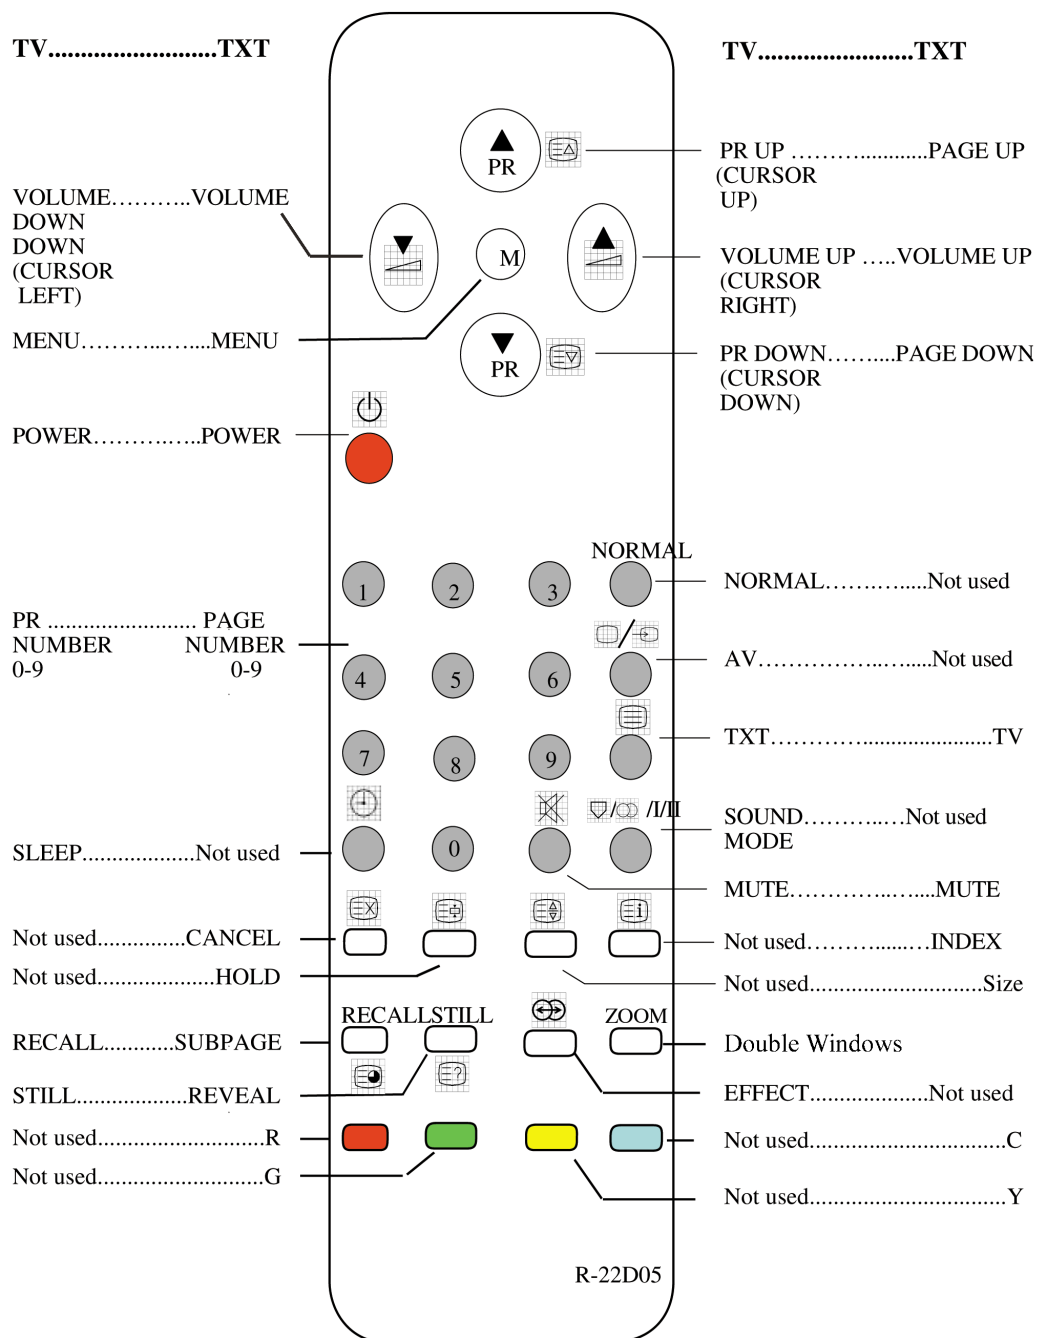 TV..........................TXT
TV........................TXT
PR
PR UP ………............PAGE UP
(CURSOR
UP)
VOLUME………..VOLUME
DOWN
DOWN
(CURSOR
LEFT)
M
VOLUME UP …..VOLUME UP
(CURSOR
RIGHT)
MENU………...…....MENU
PR
PR DOWN……....PAGE DOWN
(CURSOR
DOWN)
POWER……….…..POWER
NORMAL
1
2
3
NORMAL…….…....Not used
PR .......................... PAGE
NUMBER NUMBER
0-9 0-9
/
AV……………..…....Not used
4
5
6
TXT…………......................TV
7
8
9
/ /I/II
SOUND………..…Not used
MODE
SLEEP...................Not used
0
MUTE…………..…....MUTE
X
i
Not used..............CANCEL
Not used……….....…INDEX
Not used....................HOLD
Not used.............................Size
RECALL
STILL
ZOOM
RECALL............SUBPAGE
Double Windows
?
STILL...................REVEAL
EFFECT....................Not used
Not used............................R
Not used.................................C
Not used............................G
Not used.................................Y
R-22D05